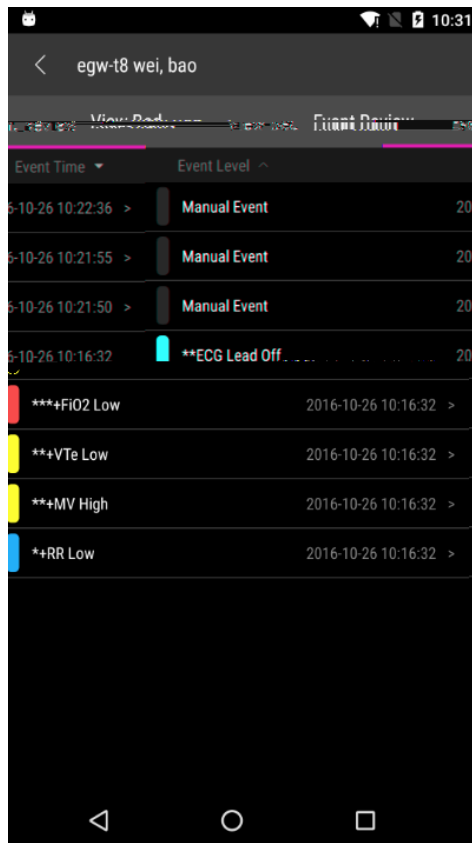 10:31
egw-t8 wei, bao
Event Review
Event Time
Event Level
6-10-26 10:22:36 > Manual Event 20
6-10-26 10:21:55 > Manual Event 20
6-10-26 10:21:50 > Manual Event 20
6-10-26 10:16:32 **ECG Lead Off 20
***+FiO2 Low 2016-10-26 10:16:32 >
**+VTe Low 2016-10-26 10:16:32 >
**+MV High 2016-10-26 10:16:32 >
*+RR Low 2016-10-26 10:16:32 >